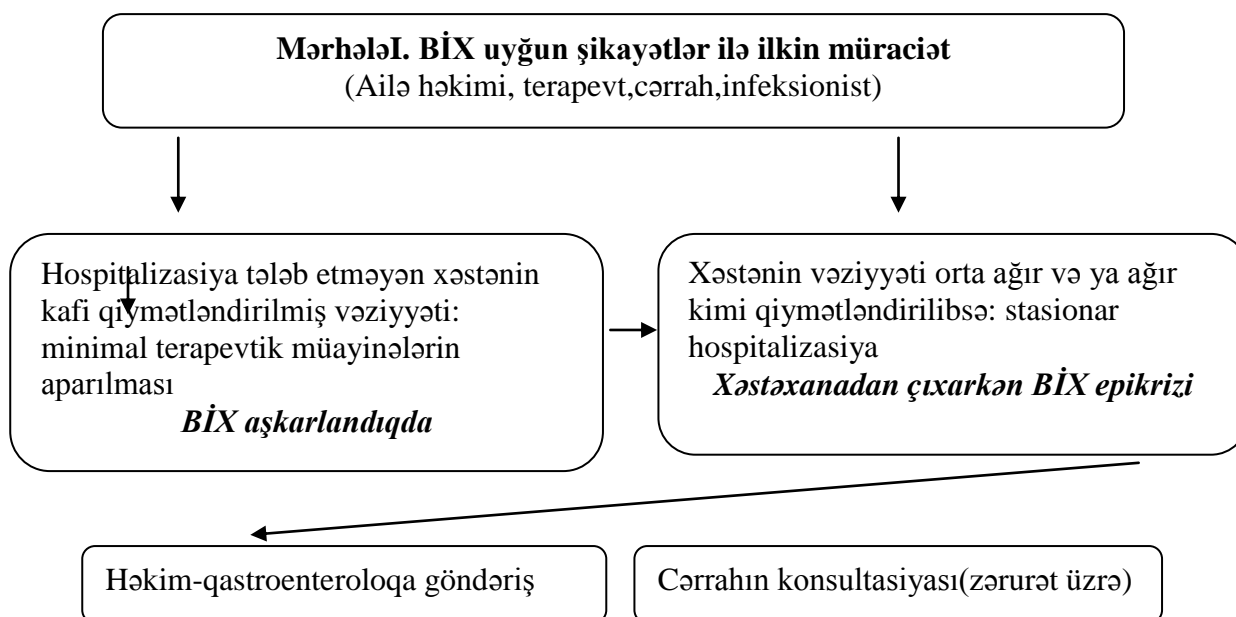 MərhələI. BİX uyğun şikayətlər ilə ilkin müraciət
(Ailə həkimi, terapevt,cərrah,infeksionist)
Hospitalizasiya tələb etməyən xəstənin
kafi qiymətləndirilmiş vəziyyəti:
minimal terapevtik müayinələrin
aparılması
BİX aşkarlandıqda
Xəstənin vəziyyəti orta ağır və ya ağır
kimi qiymətləndirilibsə: stasionar
hospitalizasiya
Xəstəxanadan çıxarkən BİX epikrizi
Həkim-qastroenteroloqa göndəriş
Cərrahın konsultasiyası(zərurət üzrə)